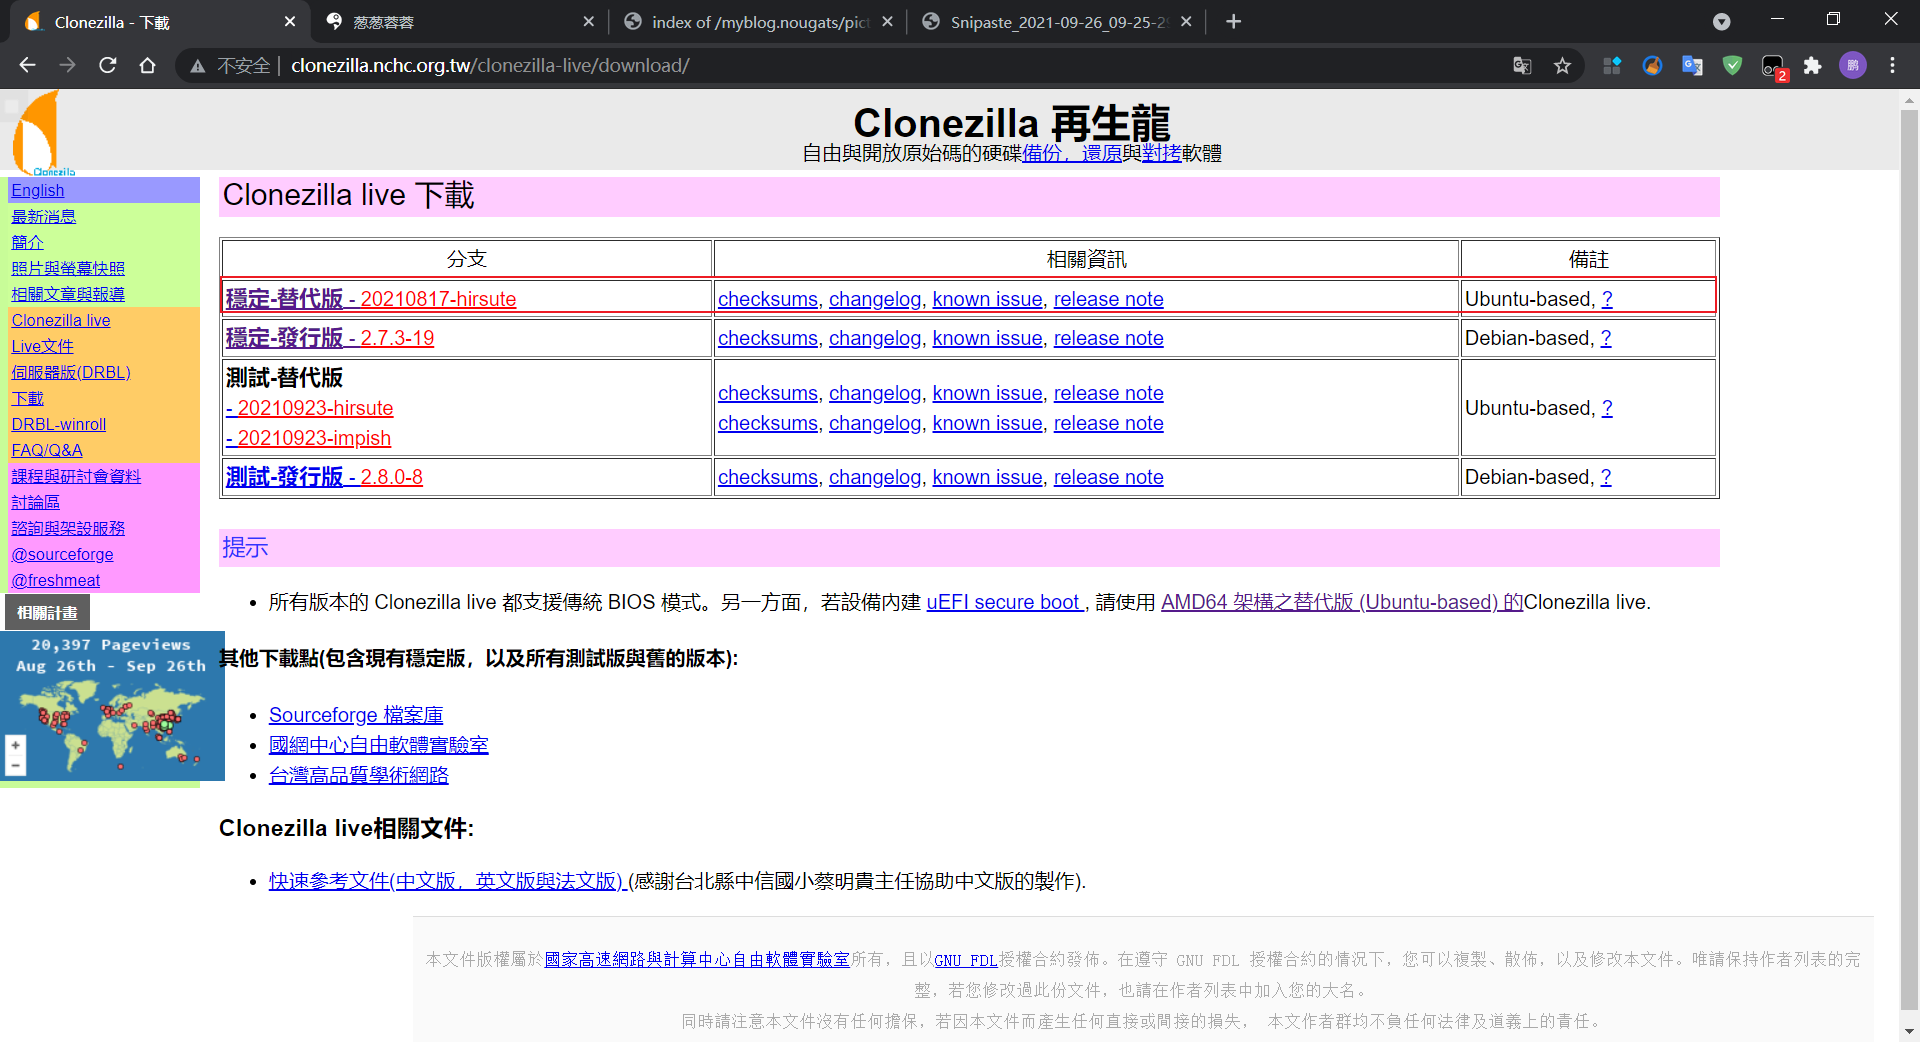 Clonezilla - 下載
葱葱蓉蓉
index of /myblog.nougats/pict
Snipaste_2021-09-26_09-25-29
不安全
clonezilla.nchc.org.tw/clonezilla-live/download/
2
鹏
Clonezilla
Clonezilla 再生龍
自由與開放原始碼的硬碟備份，還原與對拷軟體
English
最新消息
簡介
照片與螢幕快照
相關文章與報導
Clonezilla live
Live文件
伺服器版(DRBL)
下載
DRBL-winroll
FAQ/Q&A
課程與研討會資料
討論區
諮詢與架設服務
@sourceforge
@freshmeat
相關計畫
20,397 Pageviews
Aug 26th - Sep 26th
+
−
Clonezilla live 下載
分支 相關資訊 備註
穩定-替代版 - 20210817-hirsute checksums, changelog, known issue, release note Ubuntu-based, ?
穩定-發行版 - 2.7.3-19 checksums, changelog, known issue, release note Debian-based, ?
測試-替代版
- 20210923-hirsute checksums, changelog, known issue, release note
- 20210923-impish checksums, changelog, known issue, release note
Ubuntu-based, ?
測試-發行版 - 2.8.0-8 checksums, changelog, known issue, release note Debian-based, ?
提示
• 所有版本的 Clonezilla live 都支援傳統 BIOS 模式。另一方面，若設備內建 uEFI secure boot , 請使用 AMD64 架構之替代版 (Ubuntu-based) 的Clonezilla live.
其他下載點(包含現有穩定版，以及所有測試版與舊的版本):
• Sourceforge 檔案庫
• 國網中心自由軟體實驗室
• 台灣高品質學術網路
Clonezilla live相關文件:
• 快速參考文件(中文版，英文版與法文版) (感謝台北縣中信國小蔡明貴主任協助中文版的製作).
本文件版權屬於國家高速網路與計算中心自由軟體實驗室所有，且以GNU FDL授權合約發佈。在遵守 GNU FDL 授權合約的情況下，您可以複製、散佈，以及修改本文件。唯請保持作者列表的完
整，若您修改過此份文件，也請在作者列表中加入您的大名。
同時請注意本文件沒有任何擔保，若因本文件而產生任何直接或間接的損失， 本文作者群均不負任何法律及道義上的責任。